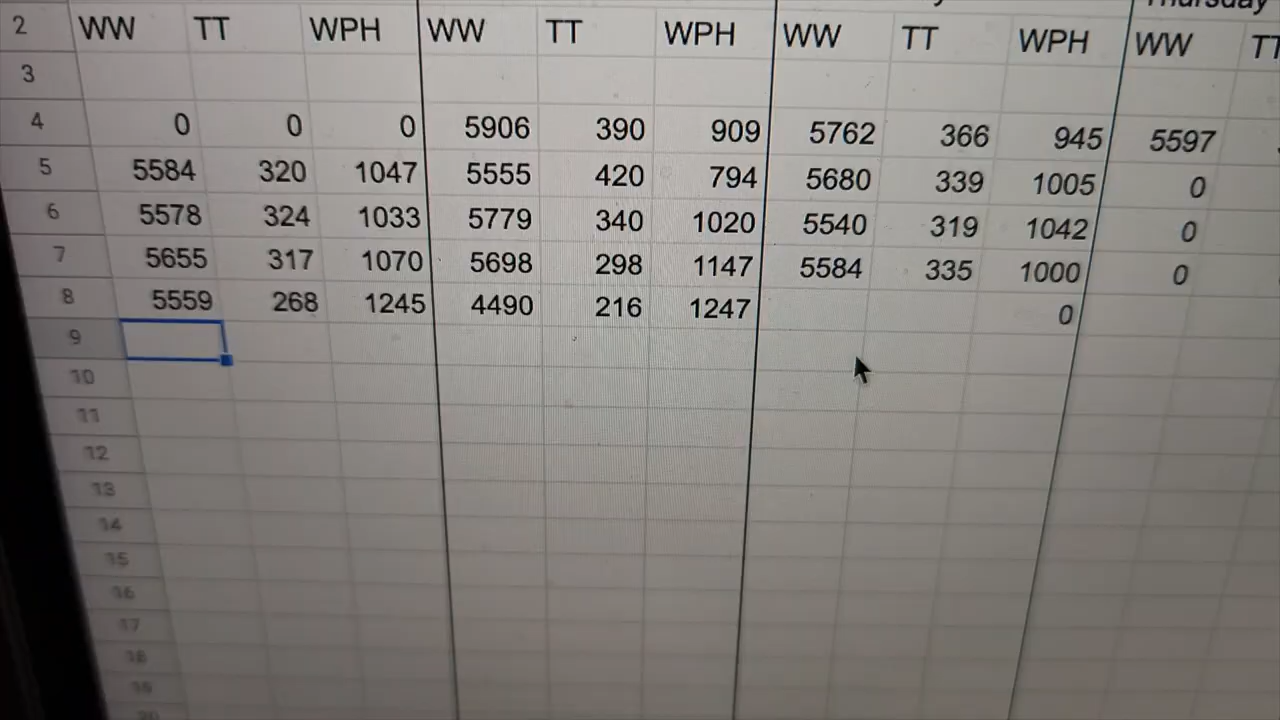 Thursday
2 WW TT WPH WW TT WPH WW TT WPH WW TT
3
4 0 0 0 5906 390 909 5762 366 945 5597
5 5584 320 1047 5555 420 794 5680 339 1005 0
6 5578 324 1033 5779 340 1020 5540 319 1042 0
7 5655 317 1070 5698 298 1147 5584 335 1000 0
8 5559 268 1245 4490 216 1247 0
9
10
11
12
13
14
15
16
17
18
19
20